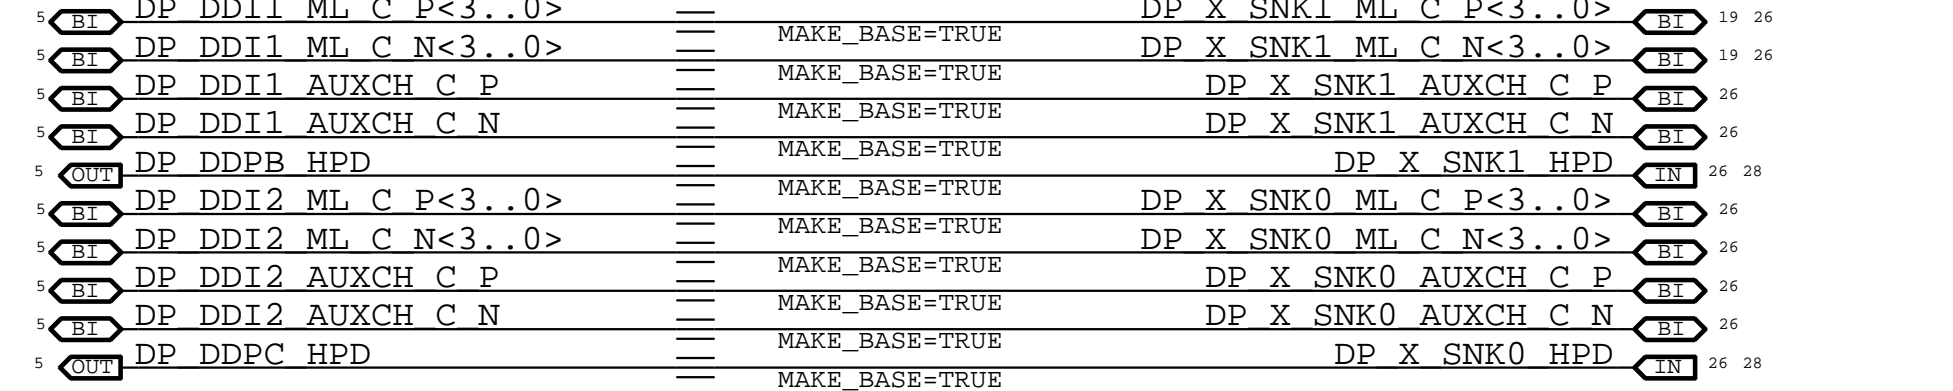 5 BI DP_DDI1_ML_C_P<3..0> DP_X_SNK1_ML_C_P<3..0> BI 19 26
MAKE_BASE=TRUE
5 BI DP_DDI1_ML_C_N<3..0> DP_X_SNK1_ML_C_N<3..0> BI 19 26
MAKE_BASE=TRUE
5 BI DP_DDI1_AUXCH_C_P DP_X_SNK1_AUXCH_C_P BI 26
MAKE_BASE=TRUE
5 BI DP_DDI1_AUXCH_C_N DP_X_SNK1_AUXCH_C_N BI 26
MAKE_BASE=TRUE
5 OUT DP_DDPB_HPD DP_X_SNK1_HPD IN 26 28
MAKE_BASE=TRUE
5 BI DP_DDI2_ML_C_P<3..0> DP_X_SNK0_ML_C_P<3..0> BI 26
MAKE_BASE=TRUE
5 BI DP_DDI2_ML_C_N<3..0> DP_X_SNK0_ML_C_N<3..0> BI 26
MAKE_BASE=TRUE
5 BI DP_DDI2_AUXCH_C_P DP_X_SNK0_AUXCH_C_P BI 26
MAKE_BASE=TRUE
5 BI DP_DDI2_AUXCH_C_N DP_X_SNK0_AUXCH_C_N BI 26
MAKE_BASE=TRUE
5 OUT DP_DDPC_HPD DP_X_SNK0_HPD IN 26 28
MAKE_BASE=TRUE